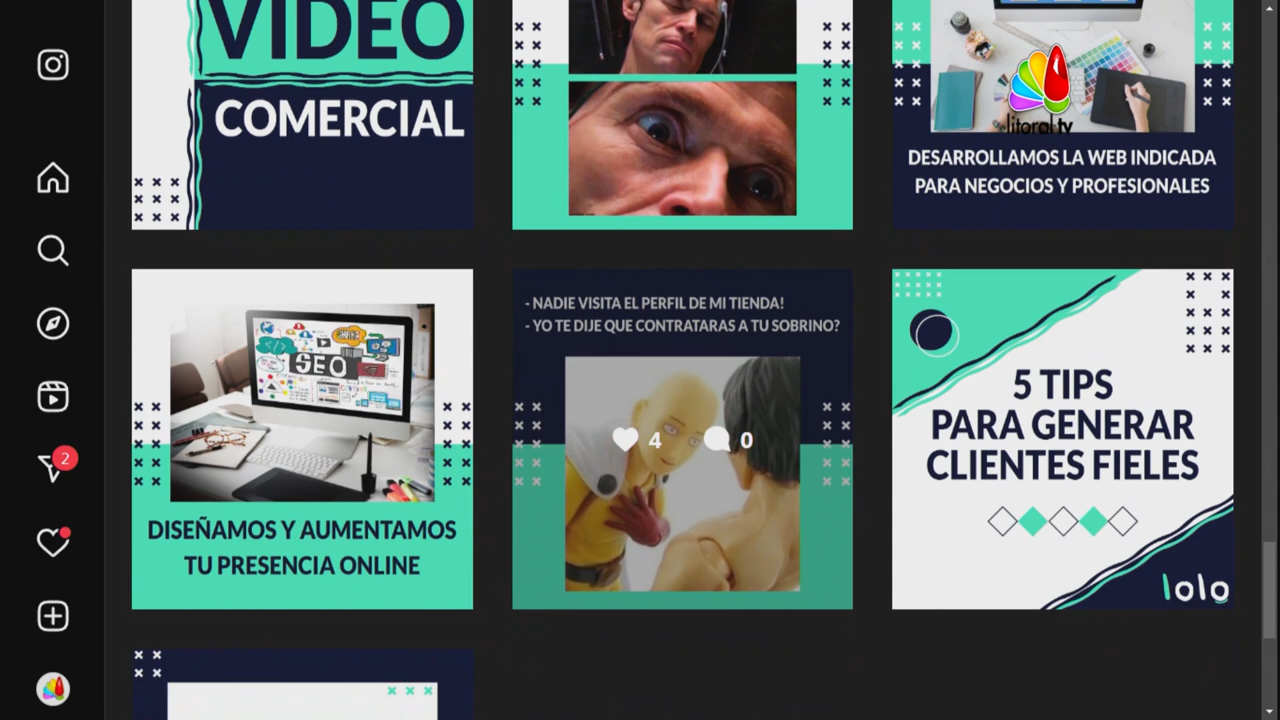 VIDEO
COMERCIAL
litoral tv
DESARROLLAMOS LA WEB INDICADA
PARA NEGOCIOS Y PROFESIONALES
2
SEO
DISEÑAMOS Y AUMENTAMOS
TU PRESENCIA ONLINE
- NADIE VISITA EL PERFIL DE MI TIENDA!
- YO TE DIJE QUE CONTRATARAS A TU SOBRINO?
4 0
5 TIPS
PARA GENERAR
CLIENTES FIELES
lolo